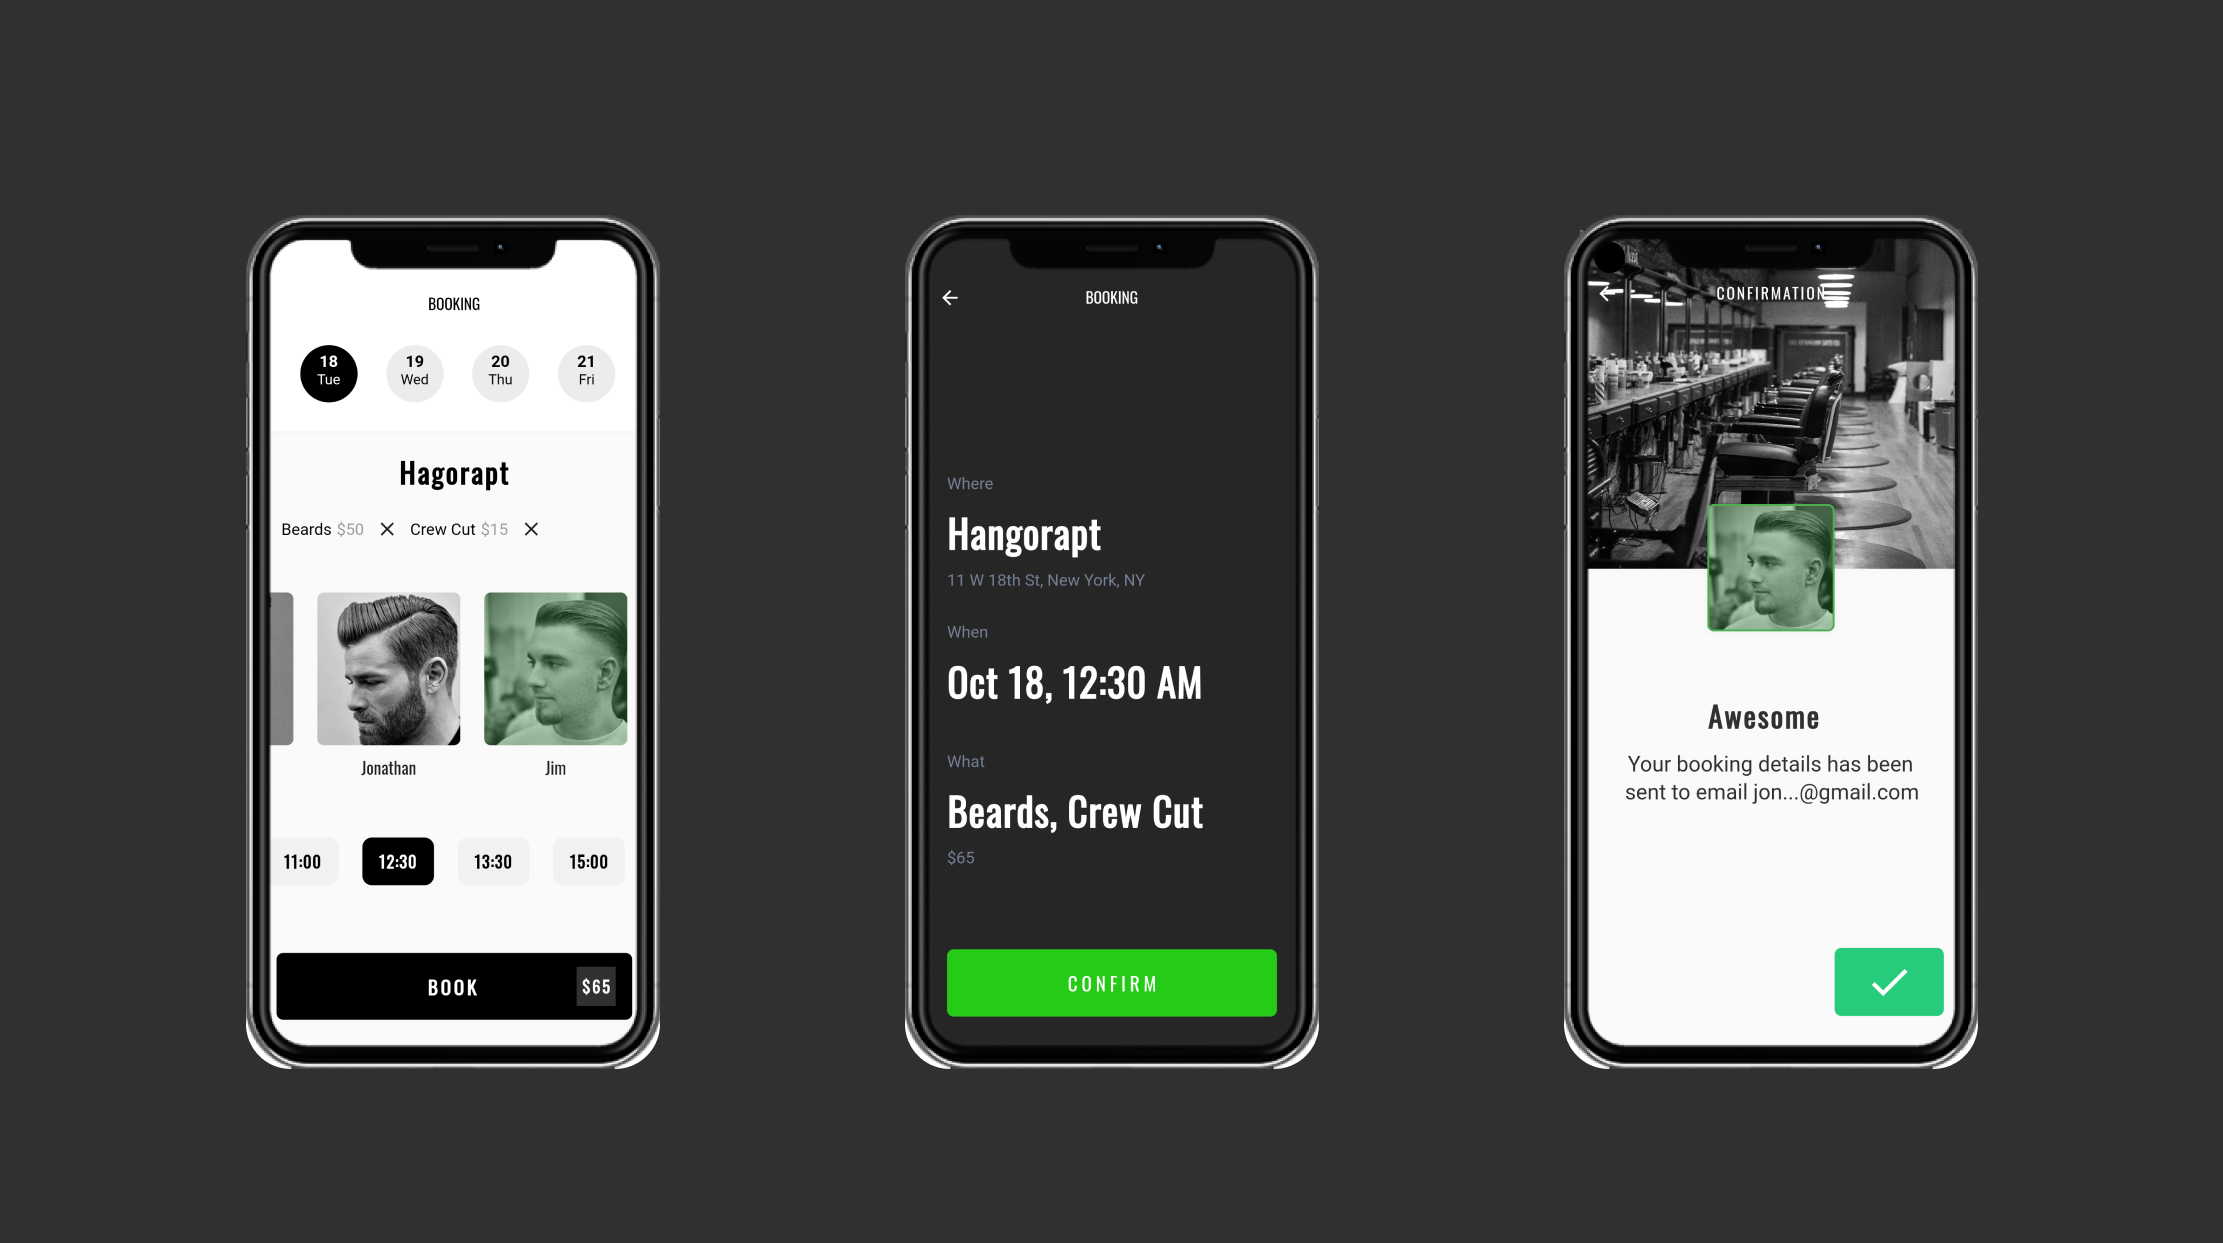 BOOKING
18 19 20 21
Tue Wed Thu Fri
Hagorapt
Beards $50 Crew Cut $15
Jonathan Jim
11:00 12:30 13:30 15:00
BOOK $65
BOOKING
Where
Hangorapt
11 W 18th St, New York, NY
When
Oct 18, 12:30 AM
What
Beards, Crew Cut
$65
CONFIRM
CONFIRMATION
Awesome
Your booking details has been
sent to email jon...@gmail.com